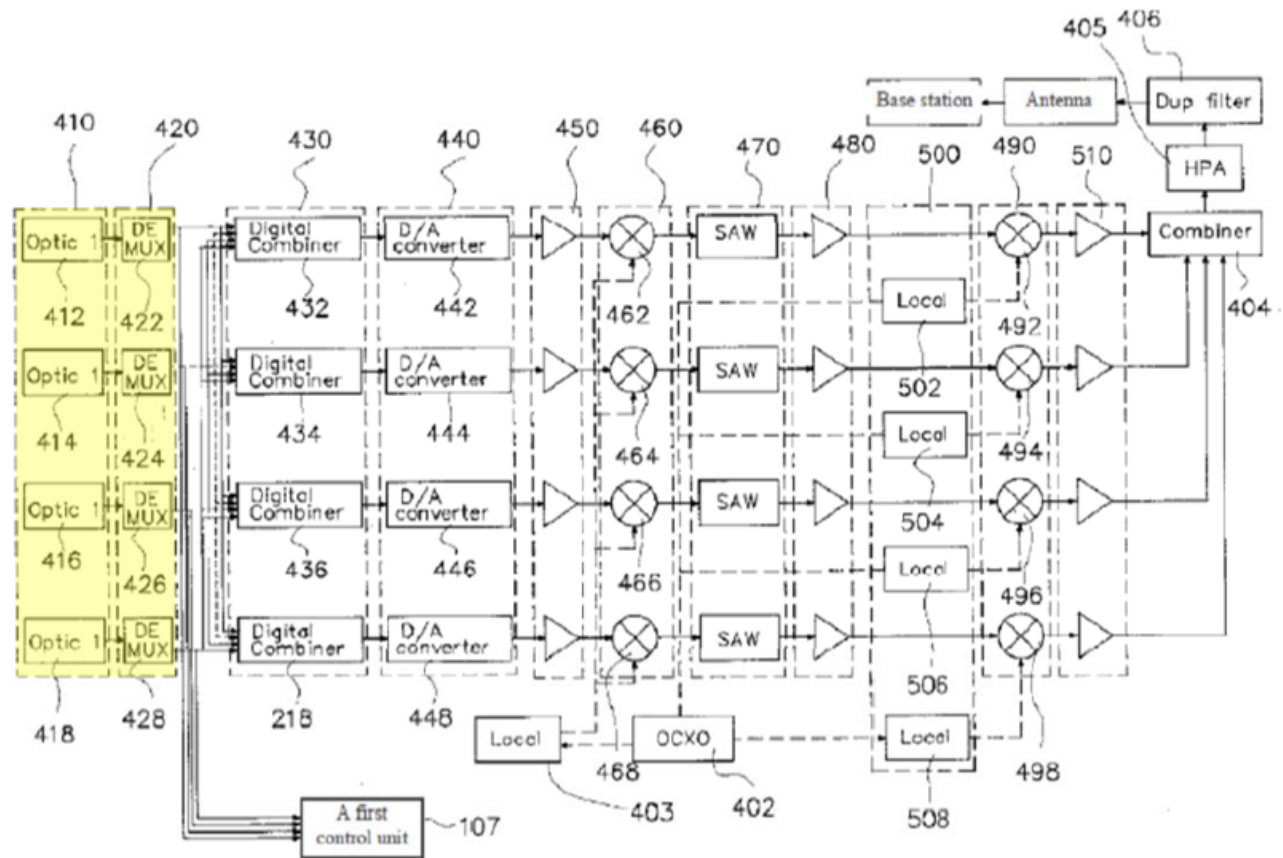 406
405
Base station
Antenna
Dup filter
410
420
430
440
450
460
470
480
500
490
510
HPA
Optic 1
DE
MUX
Digital
Combiner
D/A
converter
SAW
Combiner
412
422
432
442
462
Local
492
404
502
Optic 1
DE
MUX
Digital
Combiner
D/A
converter
SAW
414
424
434
444
464
Local
494
504
Optic 1
DE
MUX
Digital
Combiner
D/A
converter
SAW
416
426
436
446
466
Local
496
506
Optic 1
DE
MUX
Digital
Combiner
D/A
converter
SAW
418
428
218
448
468
Local
OCXO
Local
498
403
402
508
A first
control unit
107